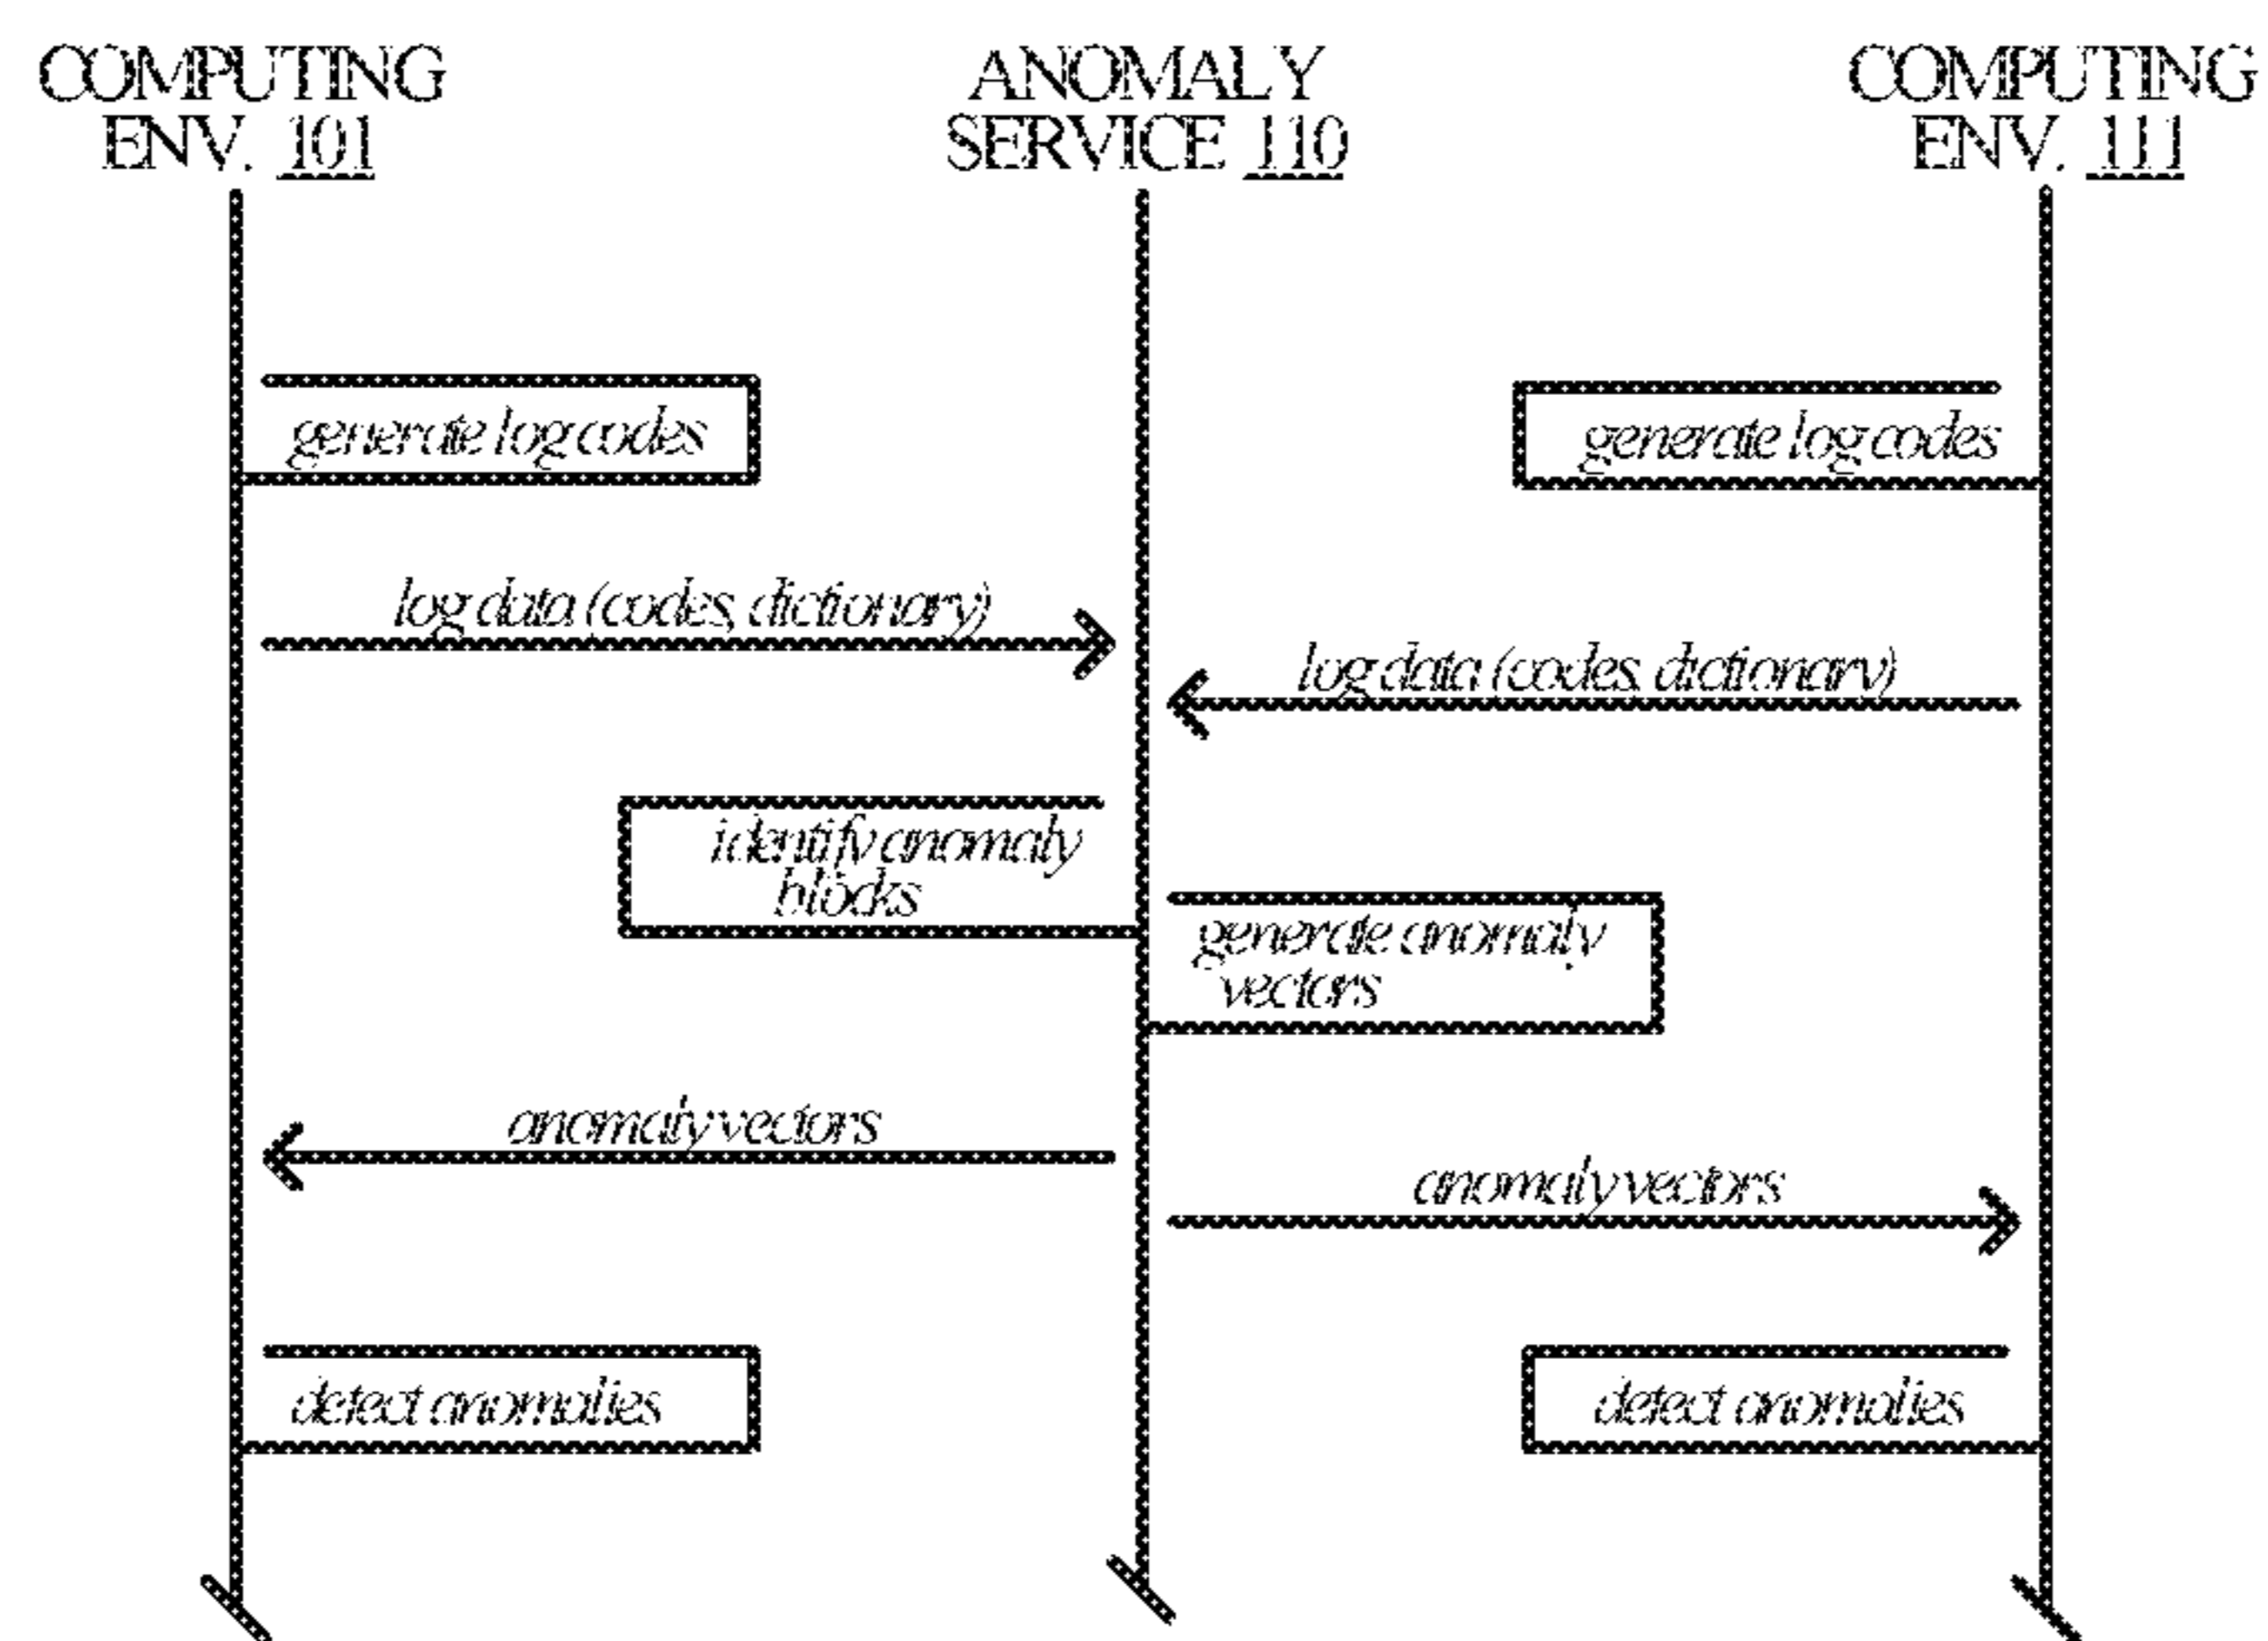 COMPUTING
ENV. 101
ANOMALY
SERVICE 110
COMPUTING
ENV. 111
generate log codes
generate log codes
log data (codes, dictionary)
log data (codes, dictionary)
identify anomaly
blocks
generate anomaly
vectors
anomaly vectors
anomaly vectors
detect anomalies
detect anomalies